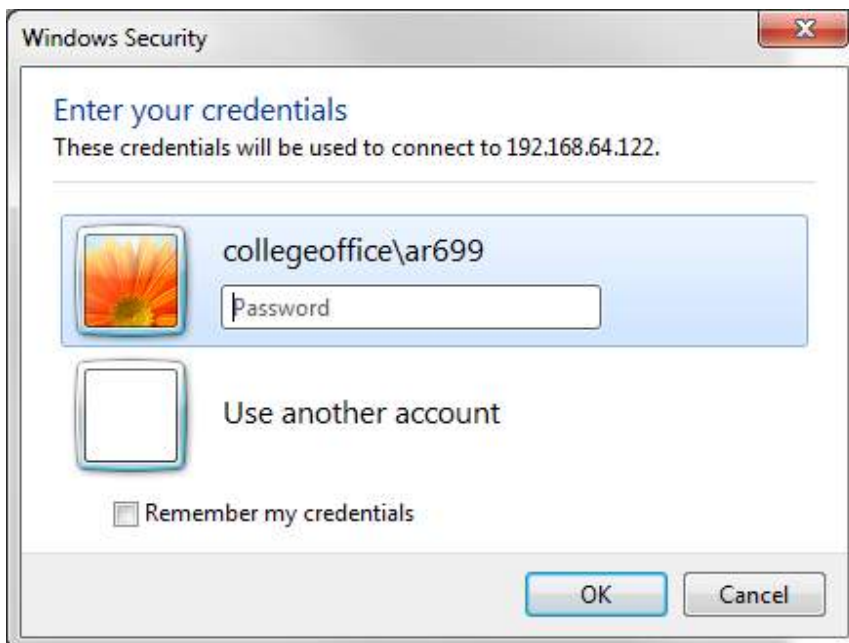 Windows Security
Enter your credentials
These credentials will be used to connect to 192.168.64.122.
collegeoffice\ar699
Password
Use another account
Remember my credentials
OK
Cancel